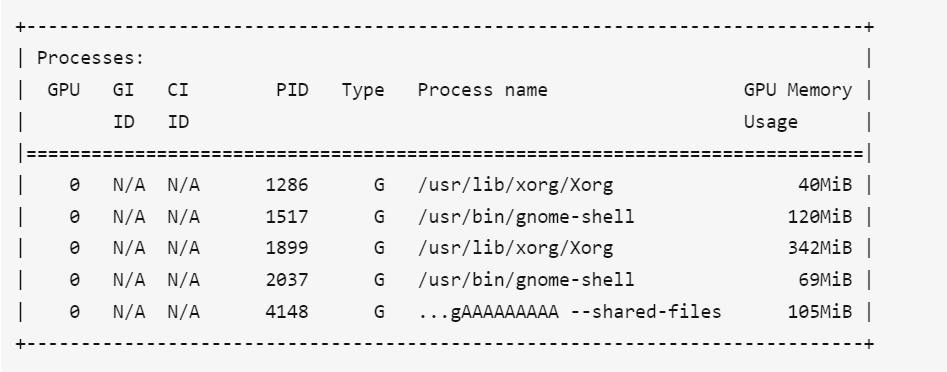 +-----------------------------------------------------------------------------+
| Processes:                                                                  |
|  GPU   GI   CI        PID   Type   Process name                  GPU Memory |
|        ID   ID                                                   Usage      |
|=============================================================================|
|    0   N/A  N/A      1286      G   /usr/lib/xorg/Xorg                 40MiB |
|    0   N/A  N/A      1517      G   /usr/bin/gnome-shell              120MiB |
|    0   N/A  N/A      1899      G   /usr/lib/xorg/Xorg                342MiB |
|    0   N/A  N/A      2037      G   /usr/bin/gnome-shell               69MiB |
|    0   N/A  N/A      4148      G   ...gAAAAAAAAA --shared-files      105MiB |
+-----------------------------------------------------------------------------+